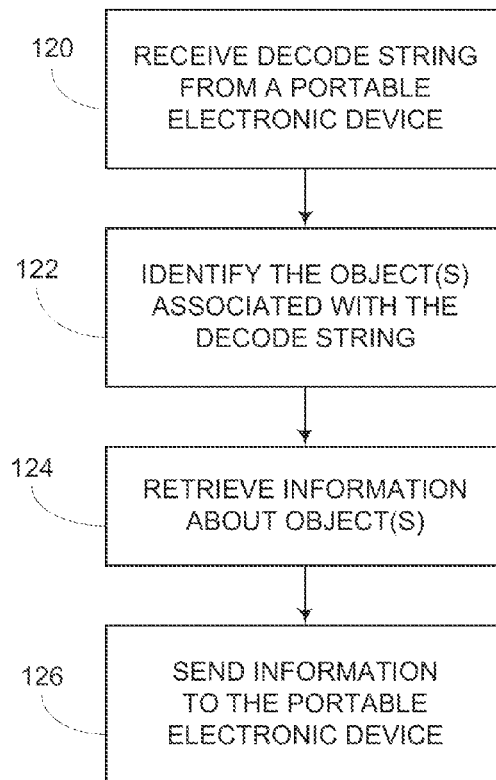 120
RECEIVE DECODE STRING
FROM A PORTABLE
ELECTRONIC DEVICE
122
IDENTIFY THE OBJECT(S)
ASSOCIATED WITH THE
DECODE STRING
124
RETRIEVE INFORMATION
ABOUT OBJECT(S)
126
SEND INFORMATION
TO THE PORTABLE
ELECTRONIC DEVICE